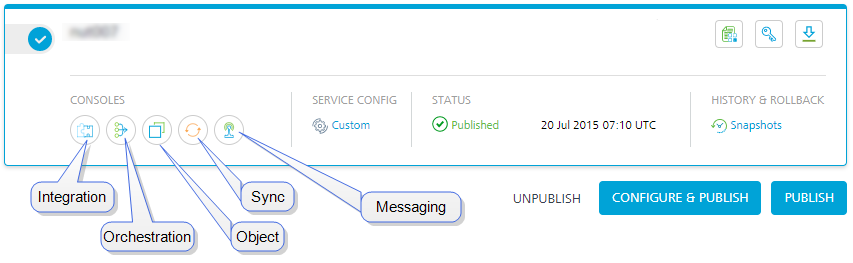 CONSOLES
SERVICE CONFIG
STATUS
HISTORY & ROLLBACK
Custom
Published
20 Jul 2015 07:10 UTC
Snapshots
Integration
Sync
Messaging
Orchestration
Object
UNPUBLISH
CONFIGURE & PUBLISH
PUBLISH